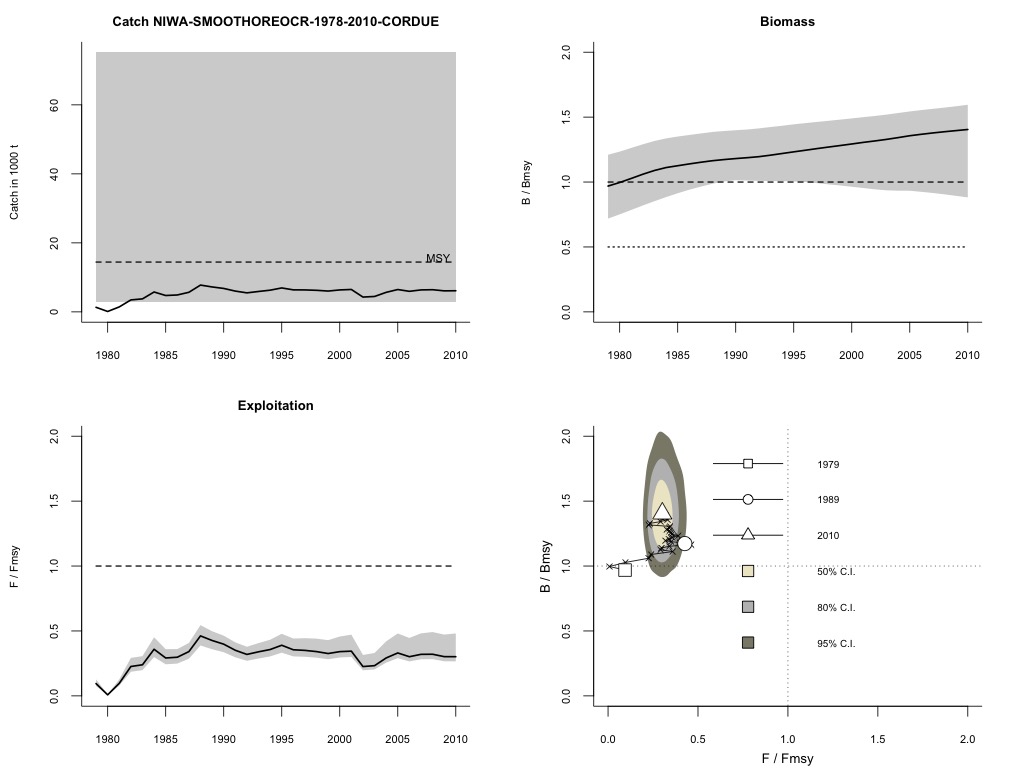 Catch NIWA-SMOOTHOREOCR-1978-2010-CORDUE
Catch in 1000 t
0 20 40 60
MSY
1980 1985 1990 1995 2000 2005 2010
Biomass
B / Bmsy
0.0 0.5 1.0 1.5 2.0
1980 1985 1990 1995 2000 2005 2010
Exploitation
F / Fmsy
0.0 0.5 1.0 1.5 2.0
1980 1985 1990 1995 2000 2005 2010
B / Bmsy
0.0 0.5 1.0 1.5 2.0
1979
1989
2010
50% C.I.
80% C.I.
95% C.I.
0.0 0.5 1.0 1.5 2.0
F / Fmsy